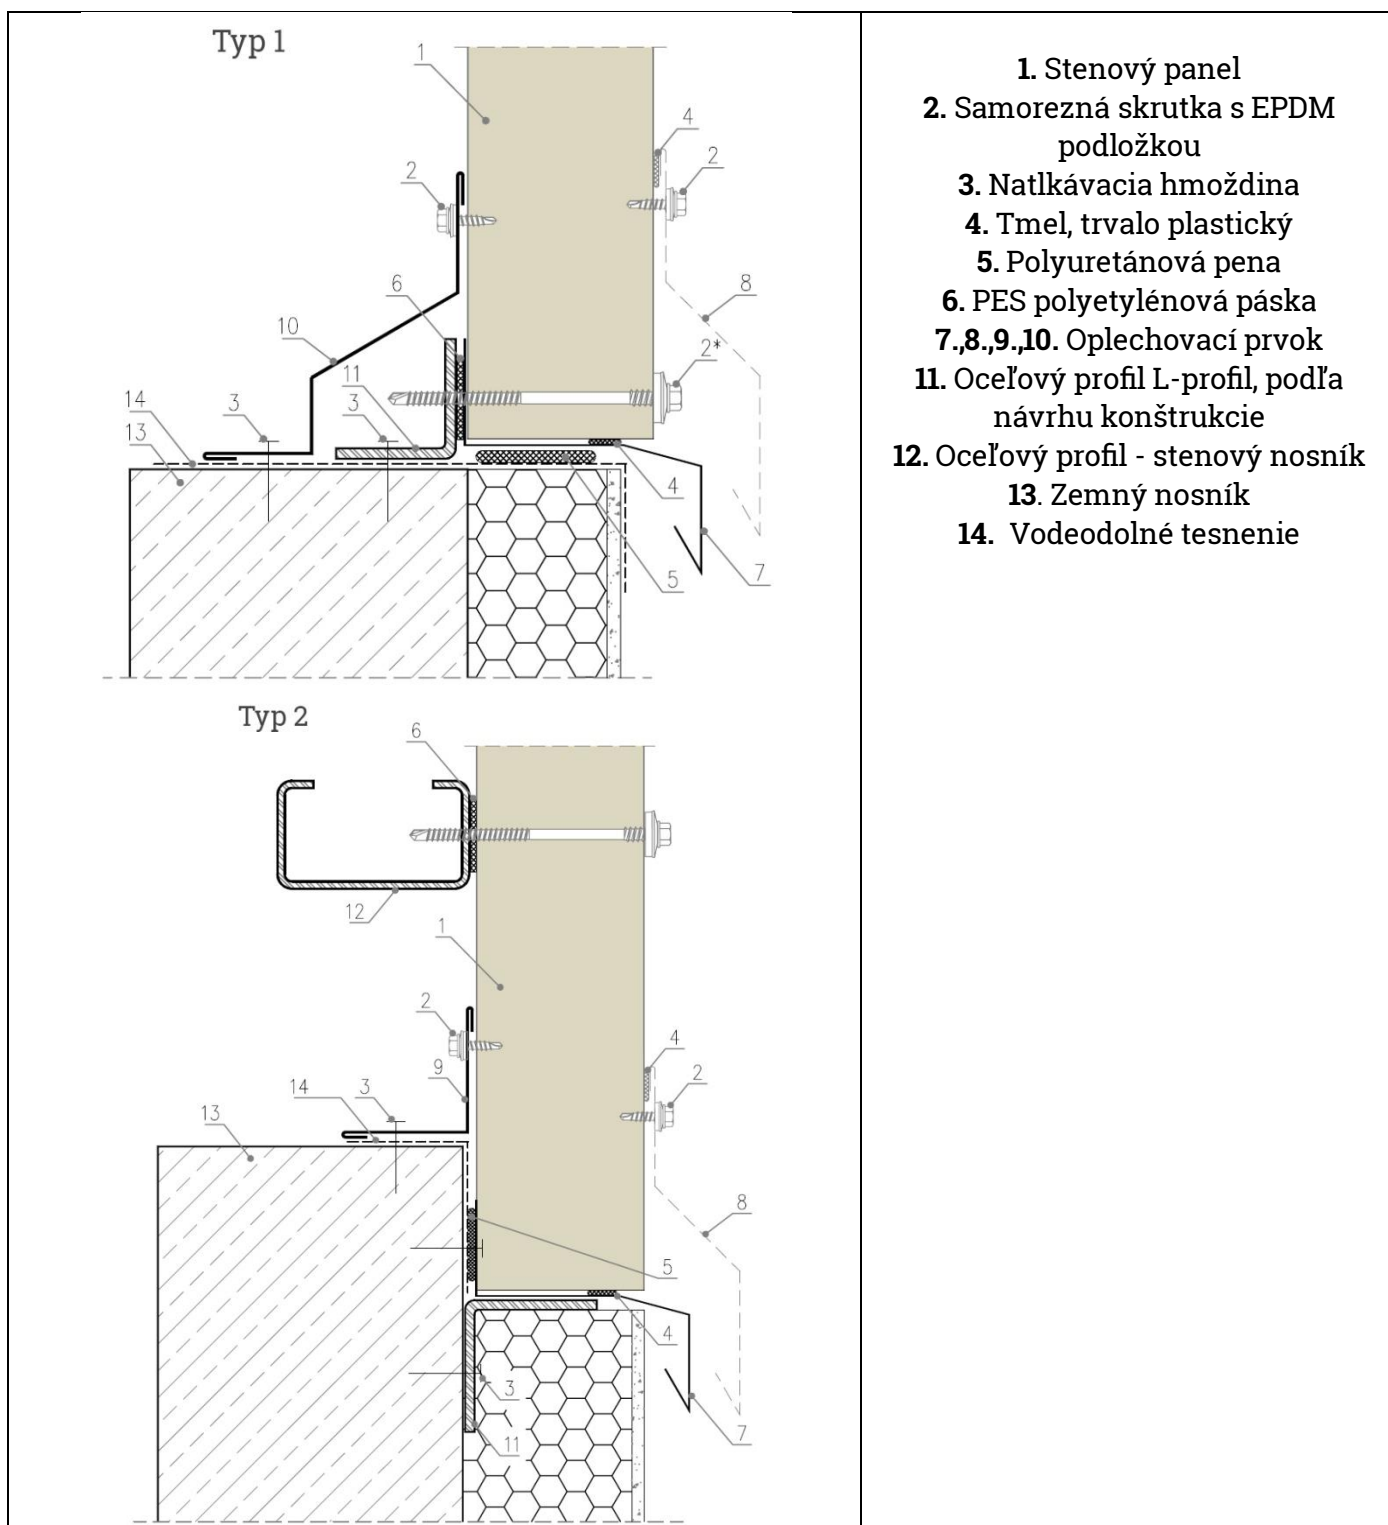 Typ 1
1
4
2
2
6
8
10
2*
11
14
3
3
13
4
5
7
Typ 2
6
12
1
2
4
9
2
14
3
13
8
5
4
3
7
11
1. Stenový panel
2. Samorezná skrutka s EPDM
podložkou
3. Natlkávacia hmoždina
4. Tmel, trvalo plastický
5. Polyuretánová pena
6. PES polyetylénová páska
7.,8.,9.,10. Oplechovací prvok
11. Oceľový profil L-profil, podľa
návrhu konštrukcie
12. Oceľový profil - stenový nosník
13. Zemný nosník
14. Vodeodolné tesnenie